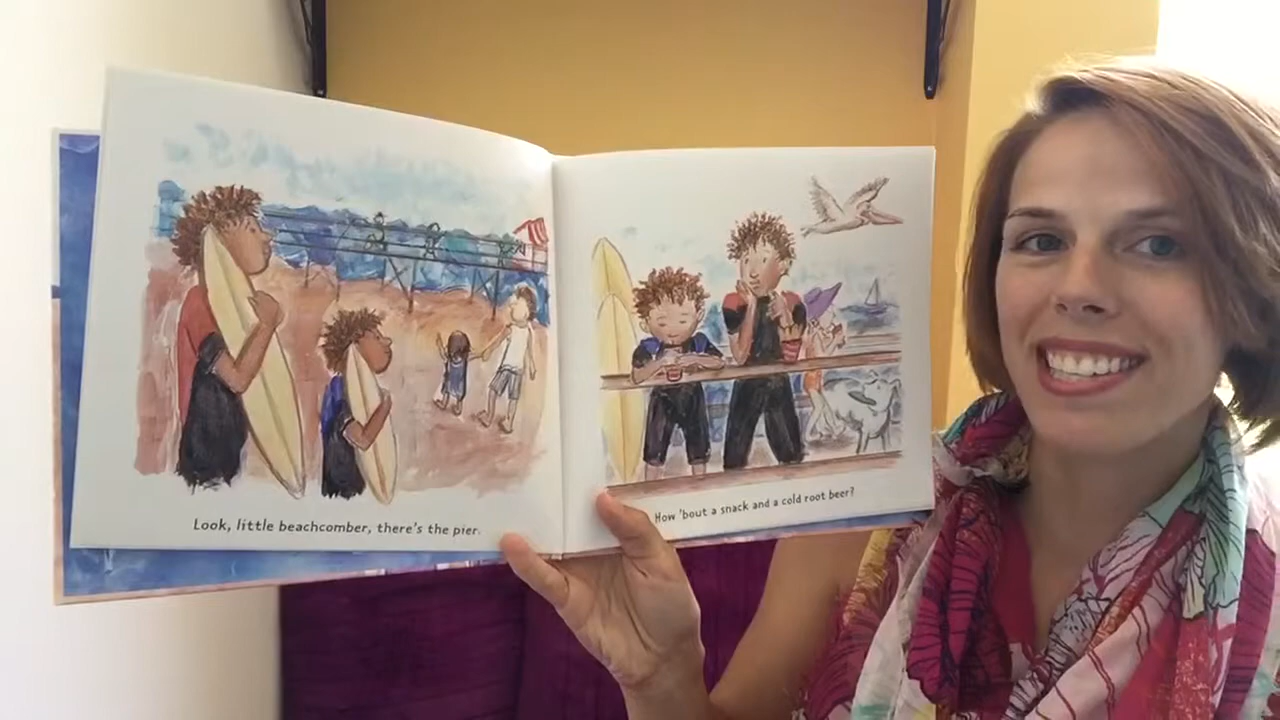 Look, little beachcomber, there's the pier.
How 'bout a snack and a cold root beer?